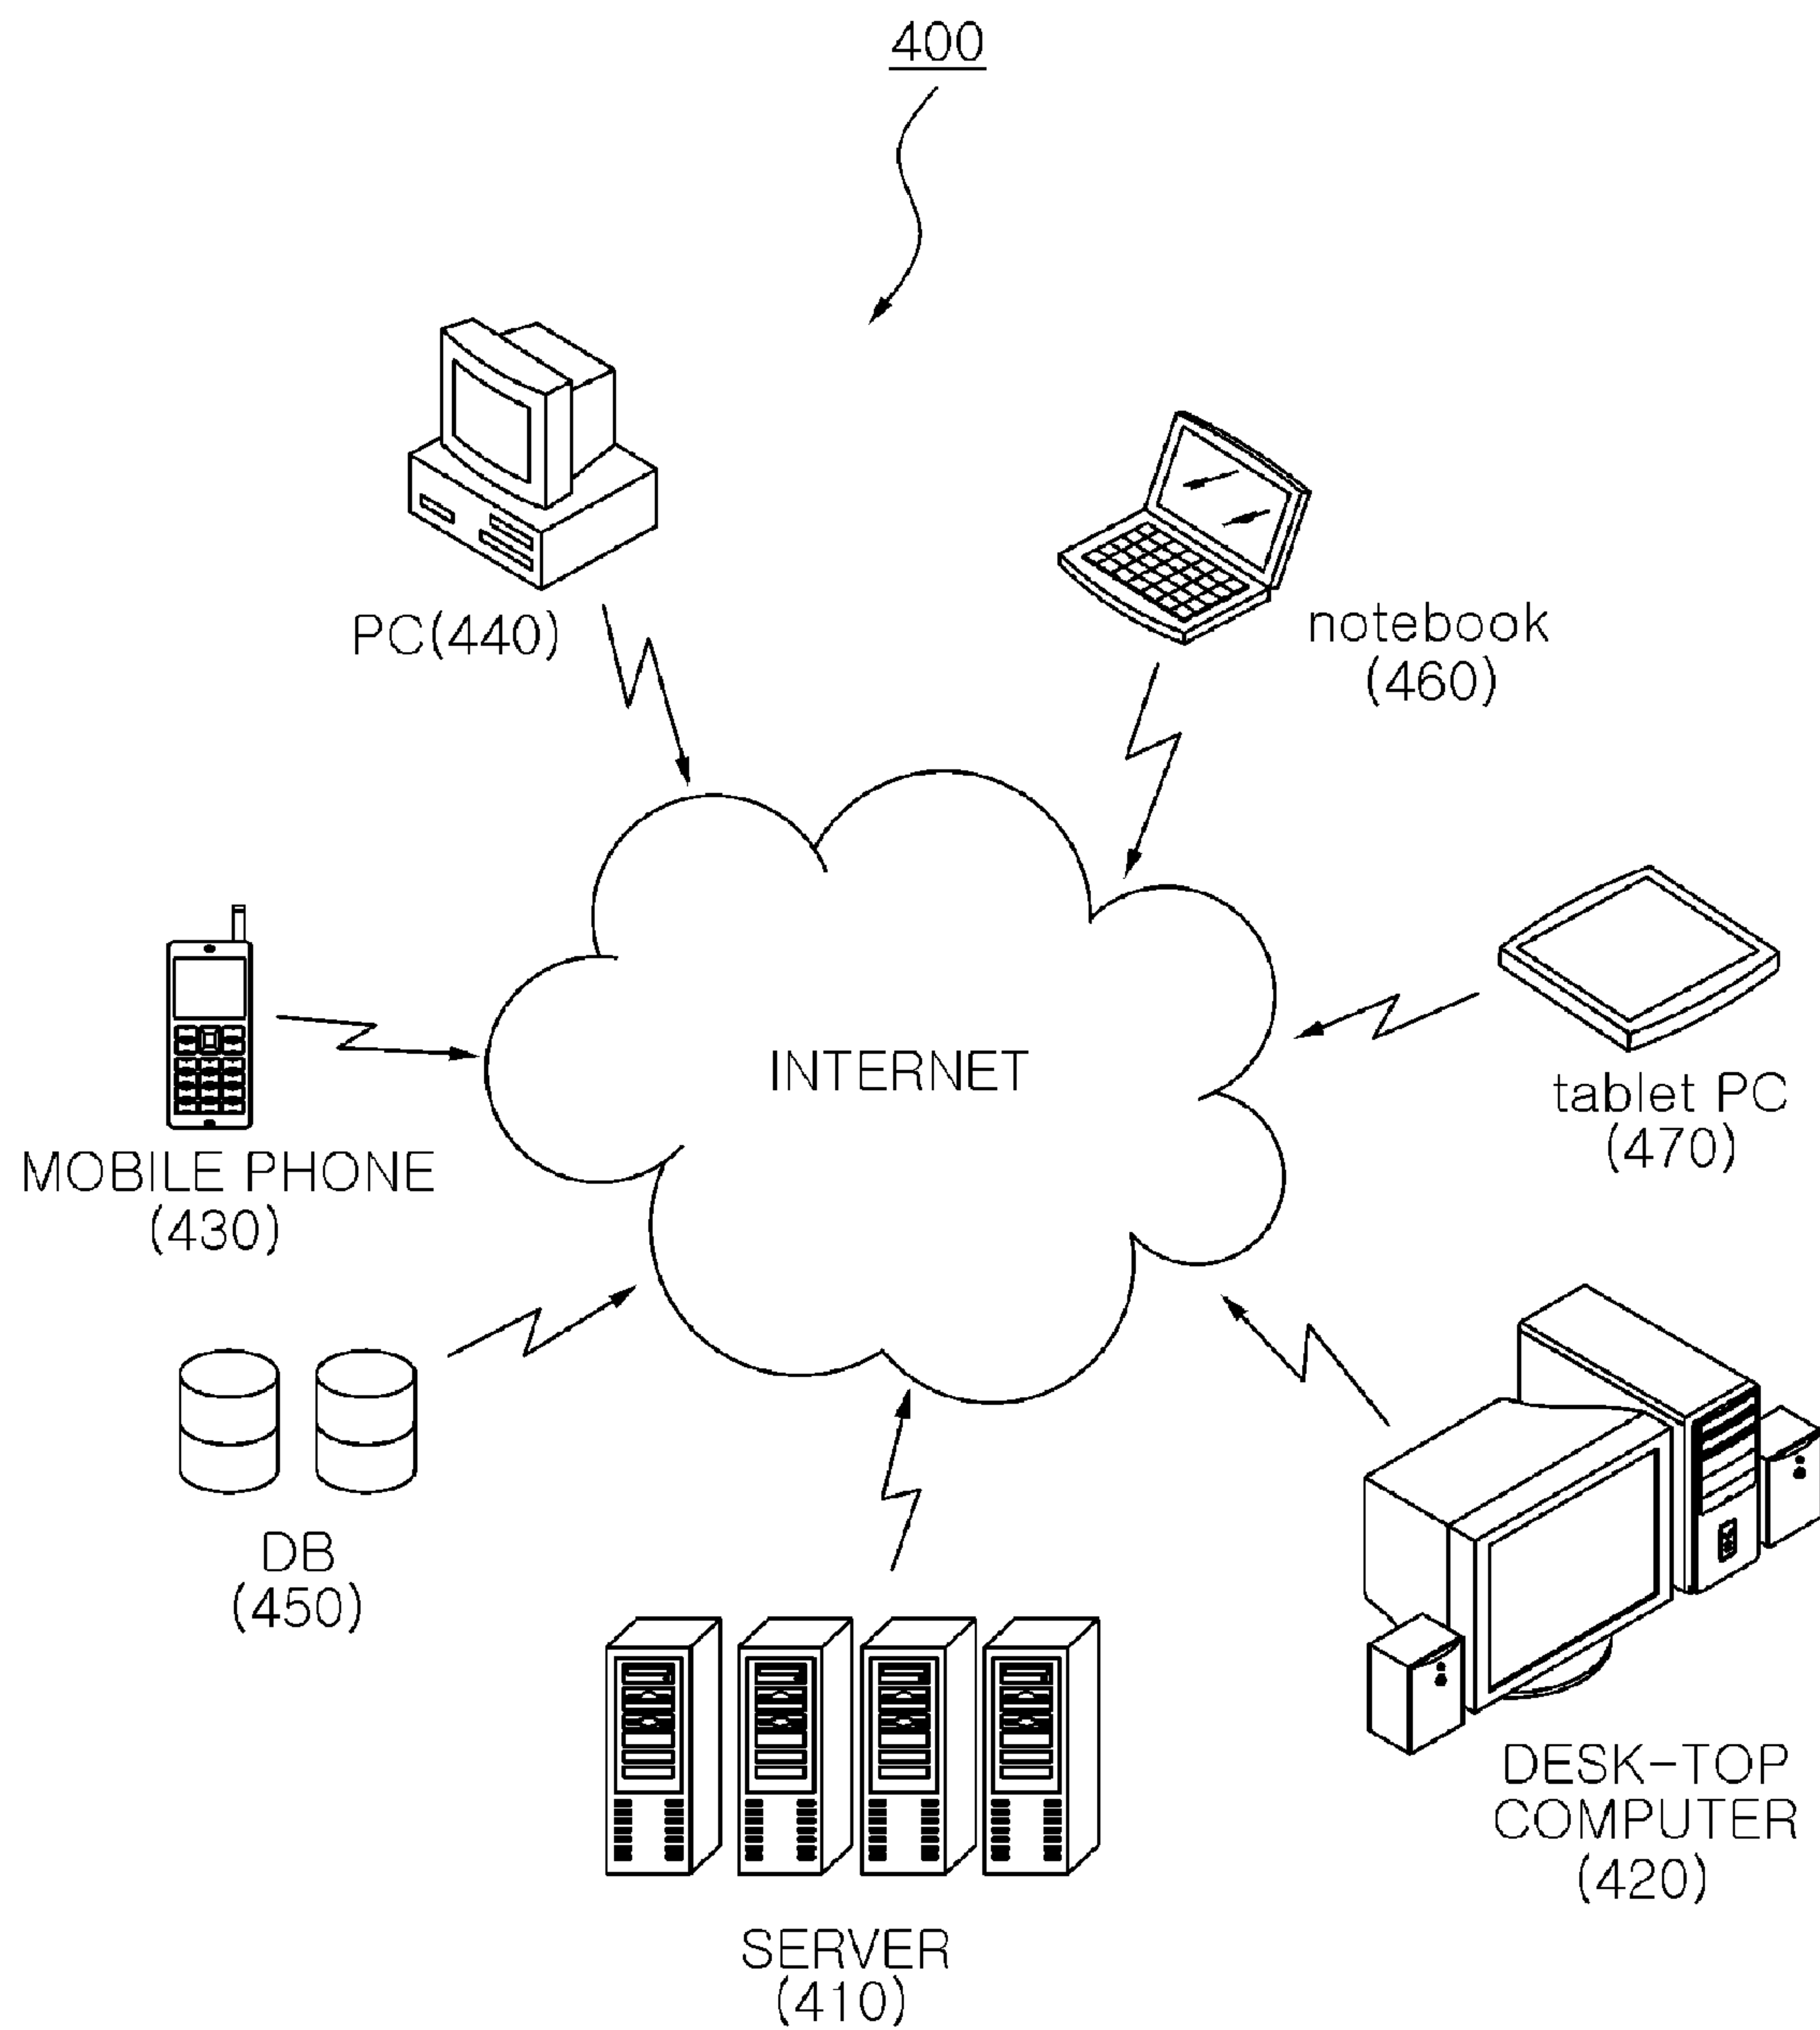 400
PC(440)
notebook
(460)
INTERNET
tablet PC
(470)
MOBILE PHONE
(430)
DB
(450)
DESK-TOP
COMPUTER
(420)
SERVER
(410)